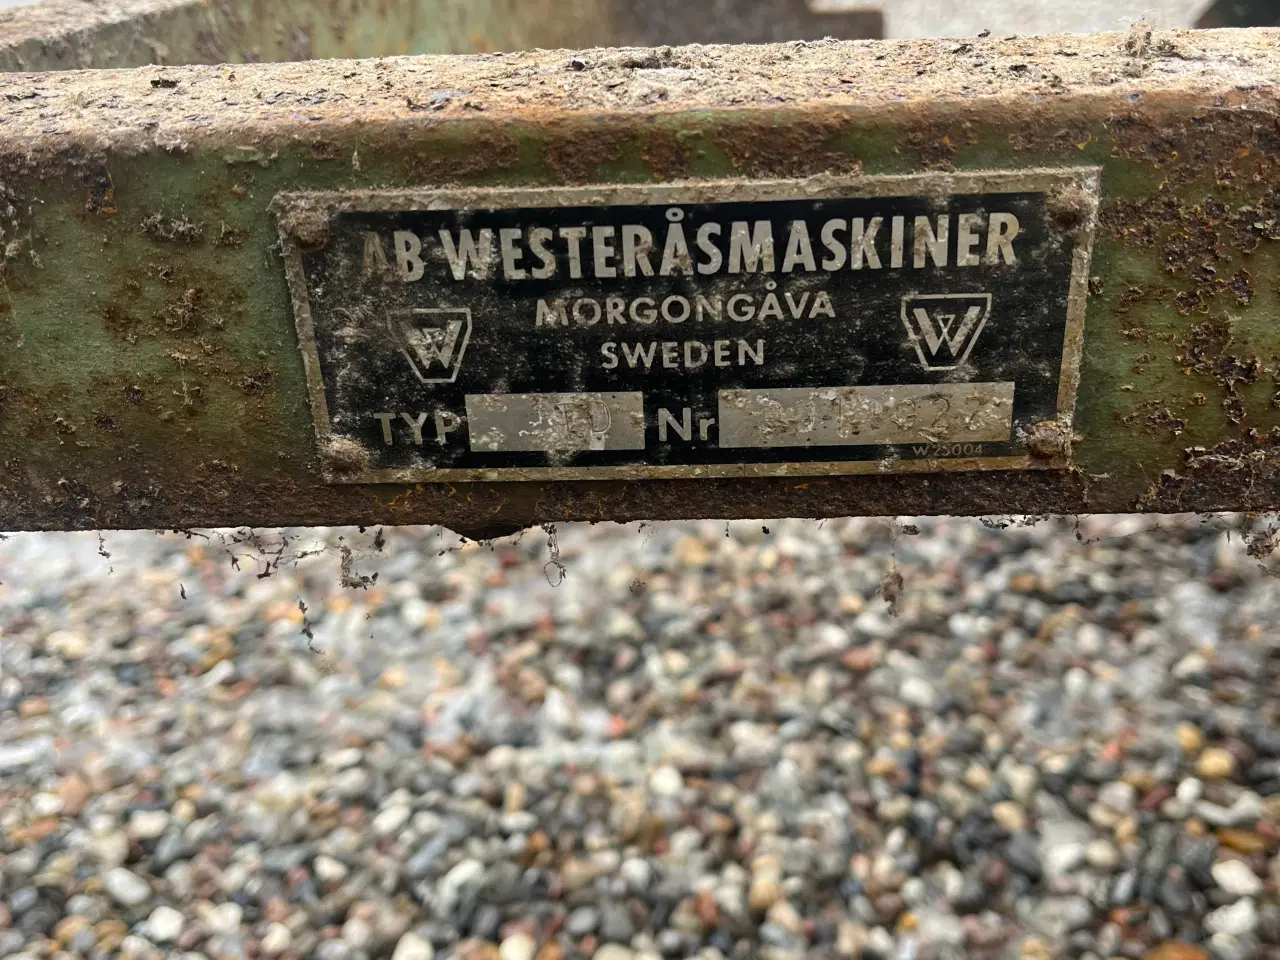 AB WESTERÅSMASKINER
MORGONGÅVA
W W
SWEDEN
TYP Nr
W25004